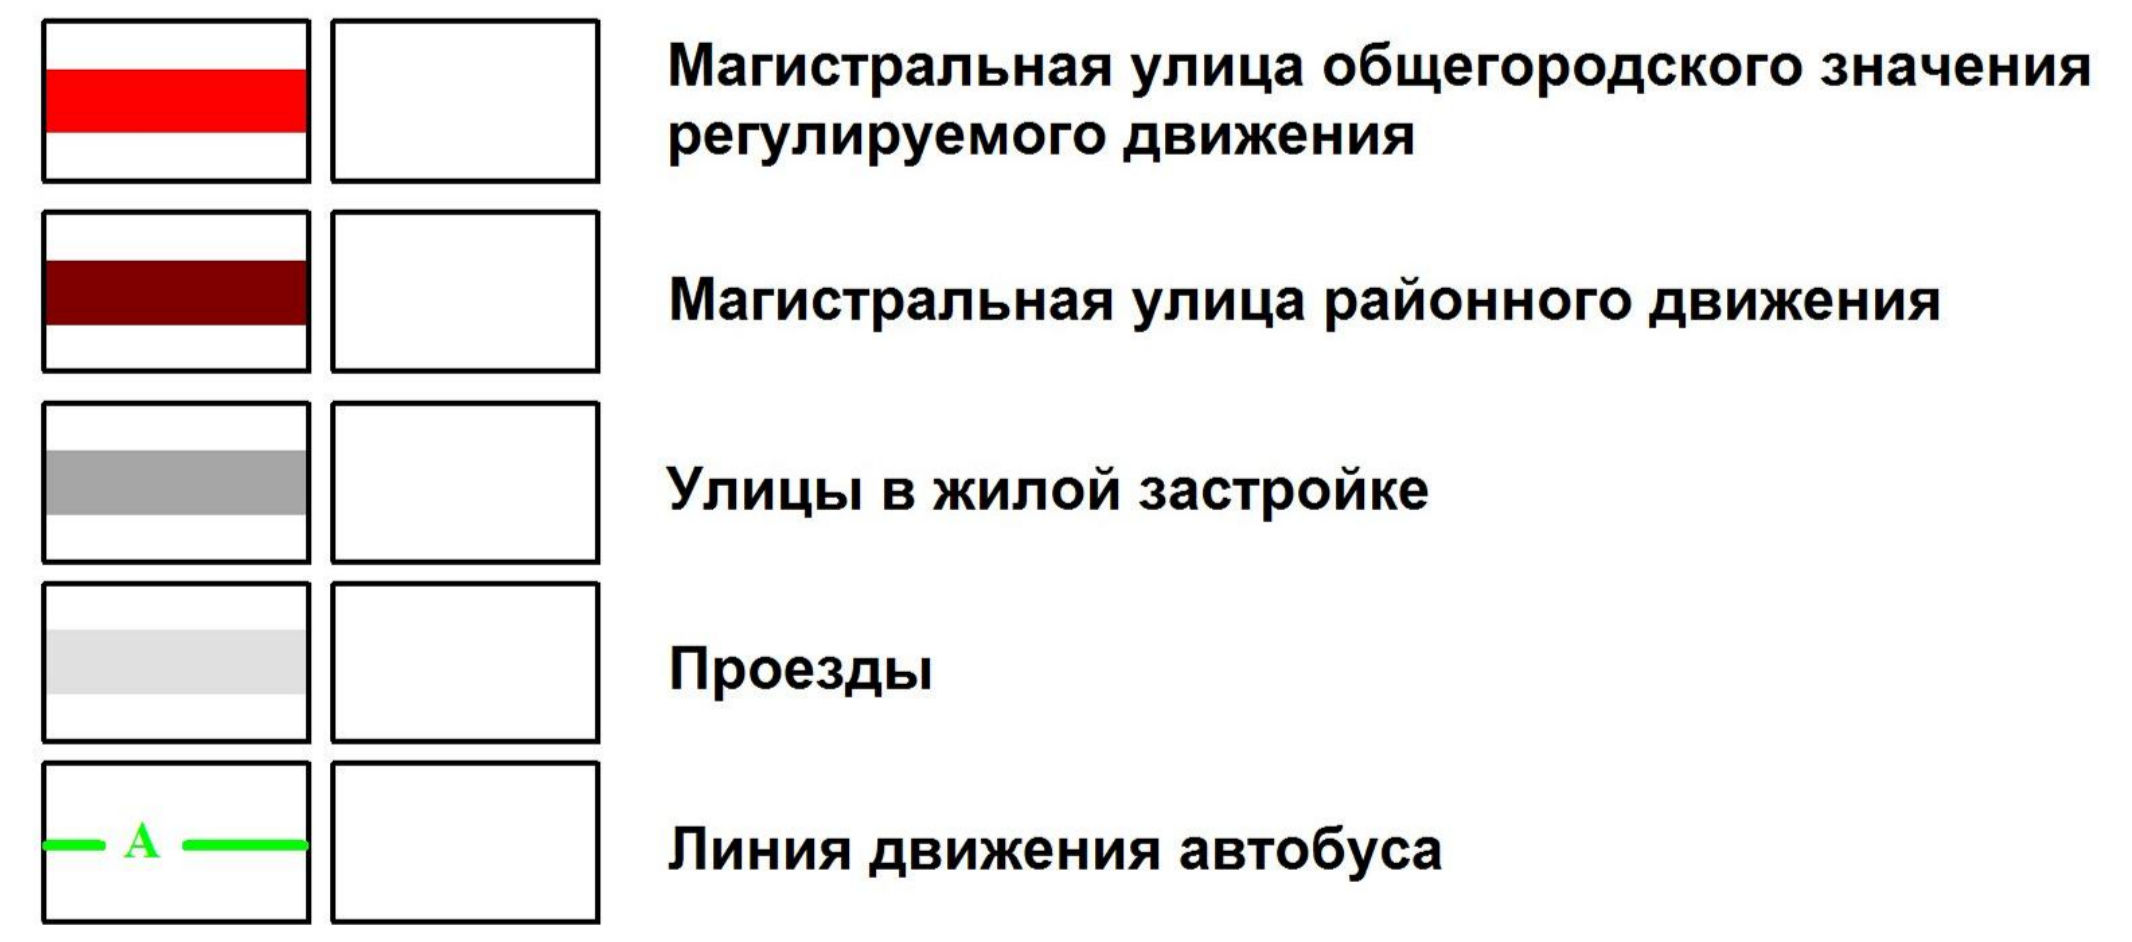 Магистральная улица общегородского значения
регулируемого движения
Магистральная улица районного движения
Улицы в жилой застройке
Проезды
А
Линия движения автобуса